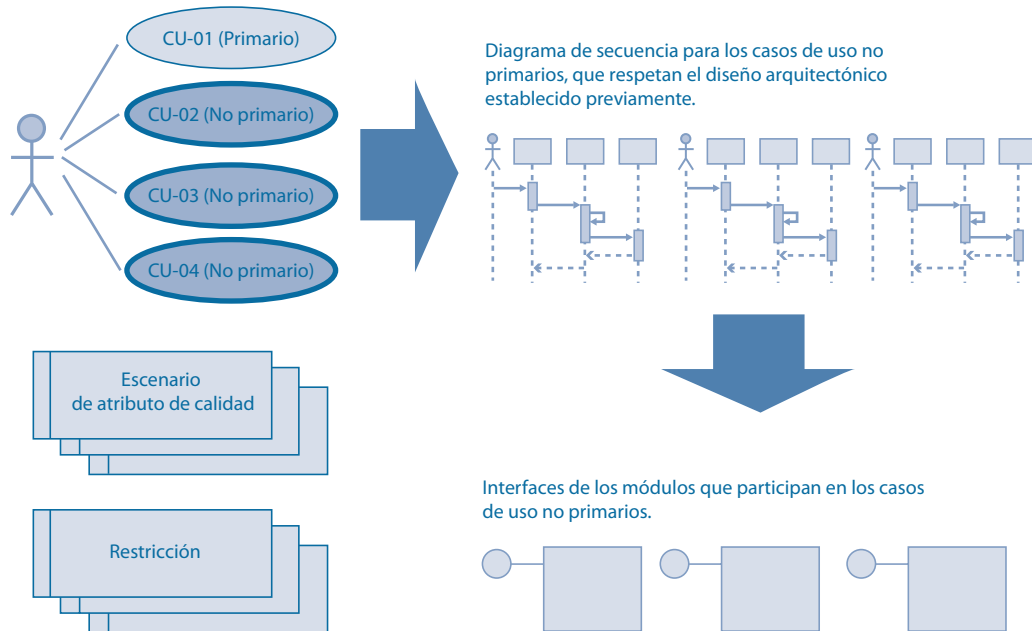 CU-01 (Primario)
CU-02 (No primario)
CU-03 (No primario)
CU-04 (No primario)
Diagrama de secuencia para los casos de uso no
primarios, que respetan el diseño arquitectónico
establecido previamente.
Escenario
de atributo de calidad
Restricción
Interfaces de los módulos que participan en los casos
de uso no primarios.